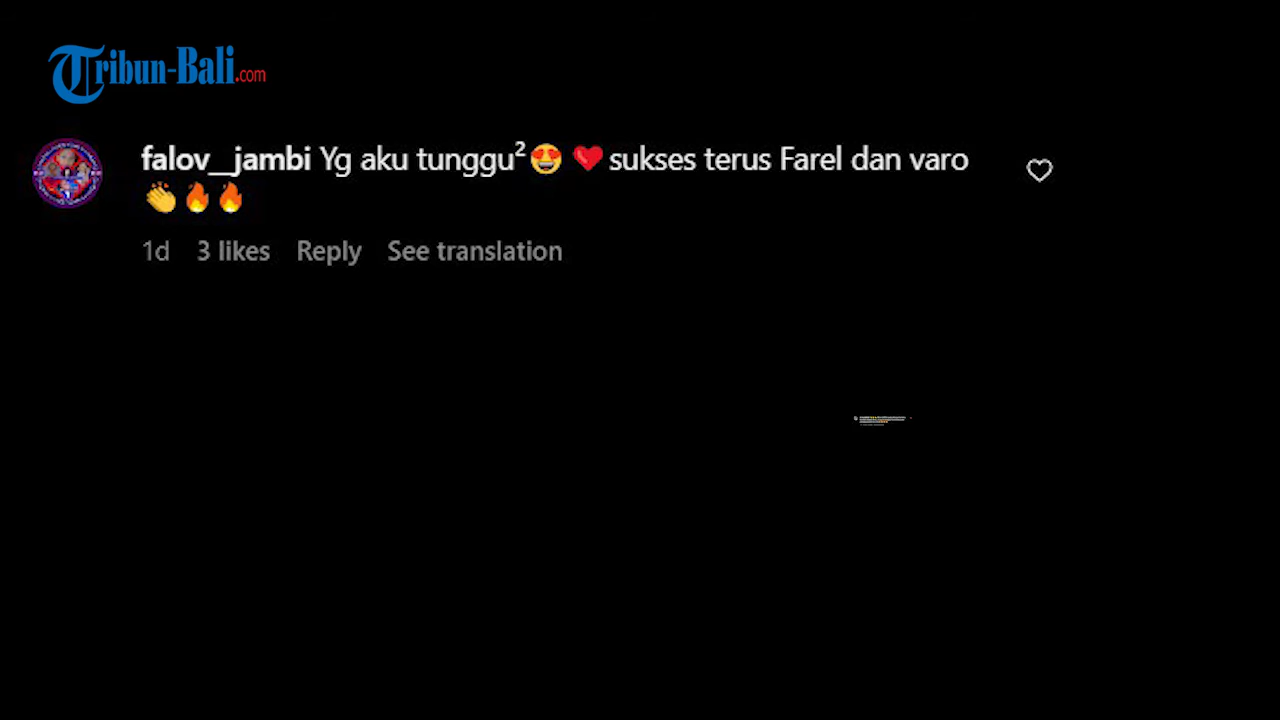 Tribun-Bali.com
falov__jambi Yg aku tunggu²😍 ❤️sukses terus Farel dan varo
👏🔥🔥
1d 3 likes Reply See translation